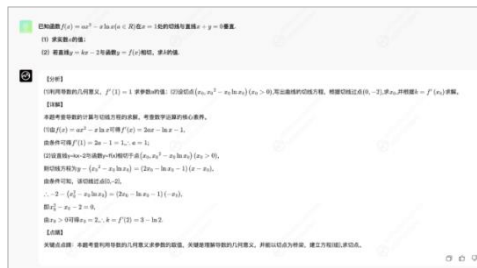 已知函数f(x) = ax² − x ln x(a ∈ R)在x = 1处的切线与直线x + y = 0垂直.
(1) 求实数a的值;
(2) 若直线y = kx − 2与函数y = f(x)相切, 求k的值.
【分析】
(1)利用导数的几何意义, f′(1) = 1 求参数a的值; (2)设切点(x₀, x₀² − x₀ ln x₀) (x₀ > 0),写出曲线的切线方程, 根据切线过点(0, −2),求x₀,并根据k = f′(x₀)求解.
【详解】
本题考查导数的计算与切线方程的求解, 考查数学运算的核心素养.
(1)由f(x) = ax² − x ln x可得f′(x) = 2ax − ln x − 1,
由条件可得f′(1) = 2a − 1 = 1,∴ a = 1;
(2)设直线y=kx-2与函数y=f(x)相切于点(x₀, x₀² − x₀ ln x₀) (x₀ > 0),
则切线方程为y − (x₀² − x₀ ln x₀) = (2x₀ − ln x₀ − 1) (x − x₀),
由条件可知, 该切线过点(0,-2),
∴ −2 − (x₀² − x₀ ln x₀) = (2x₀ − ln x₀ − 1) (−x₀),
即x₀² − x₀ − 2 = 0,
由x₀ > 0可得x₀ = 2,∴ k = f′(2) = 3 − ln 2.
【点睛】
关键点点睛: 本题考查利用导数的几何意义求参数的取值, 关键是理解导数的几何意义, 并能以切点为桥梁, 建立方程(组),求切点.